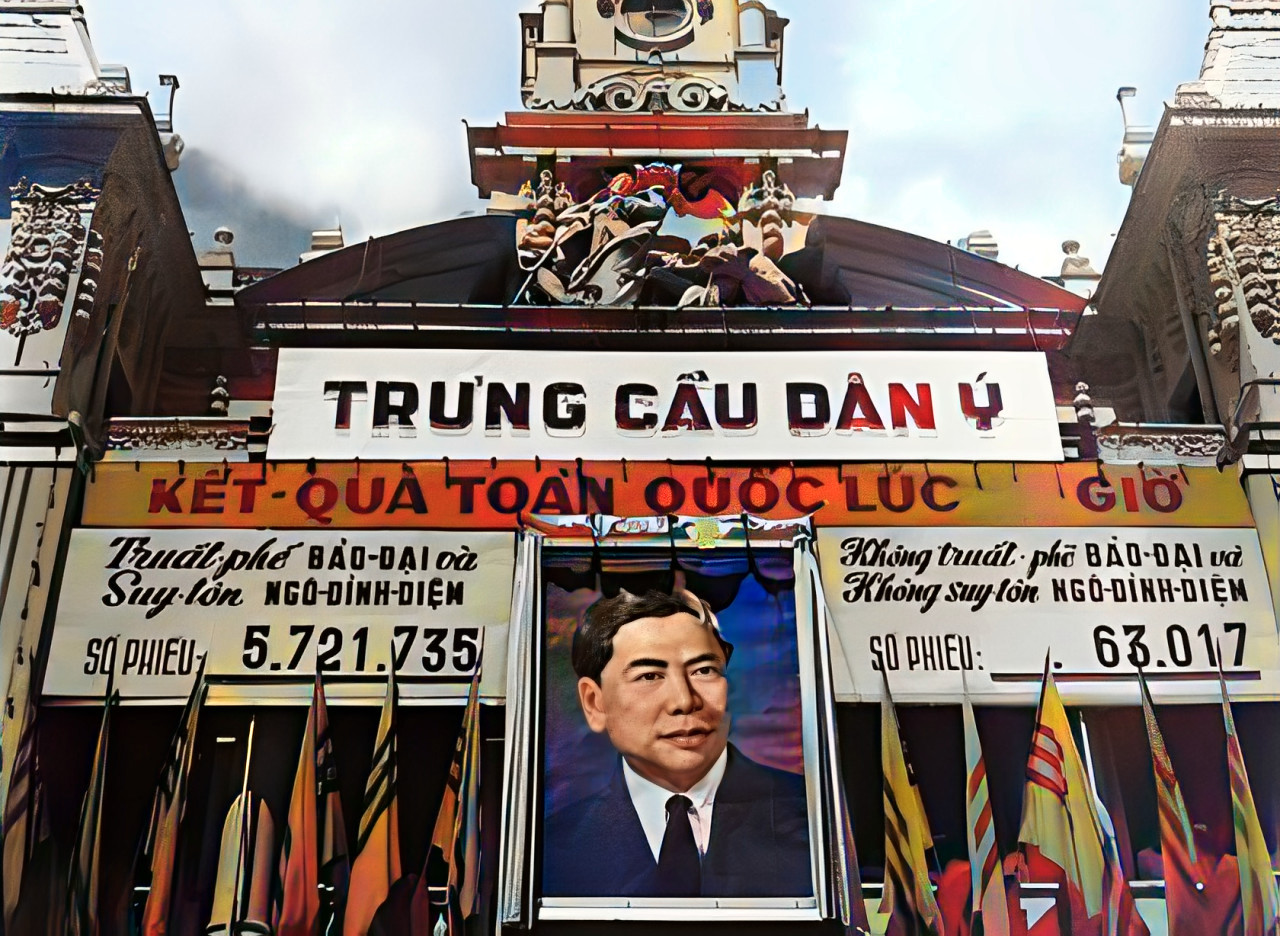 TRƯNG CẦU DÂN Ý
KẾT-QUẢ TOÀN QUỐC LÚC GIỜ
Truất-phế BẢO-ĐẠI và
Suy-tôn NGÔ-ĐÌNH-DIỆM
SỐ PHIẾU: 5.721.735
Không truất-phế BẢO-ĐẠI và
Không suy-tôn NGÔ-ĐÌNH-DIỆM
SỐ PHIẾU: 63.017